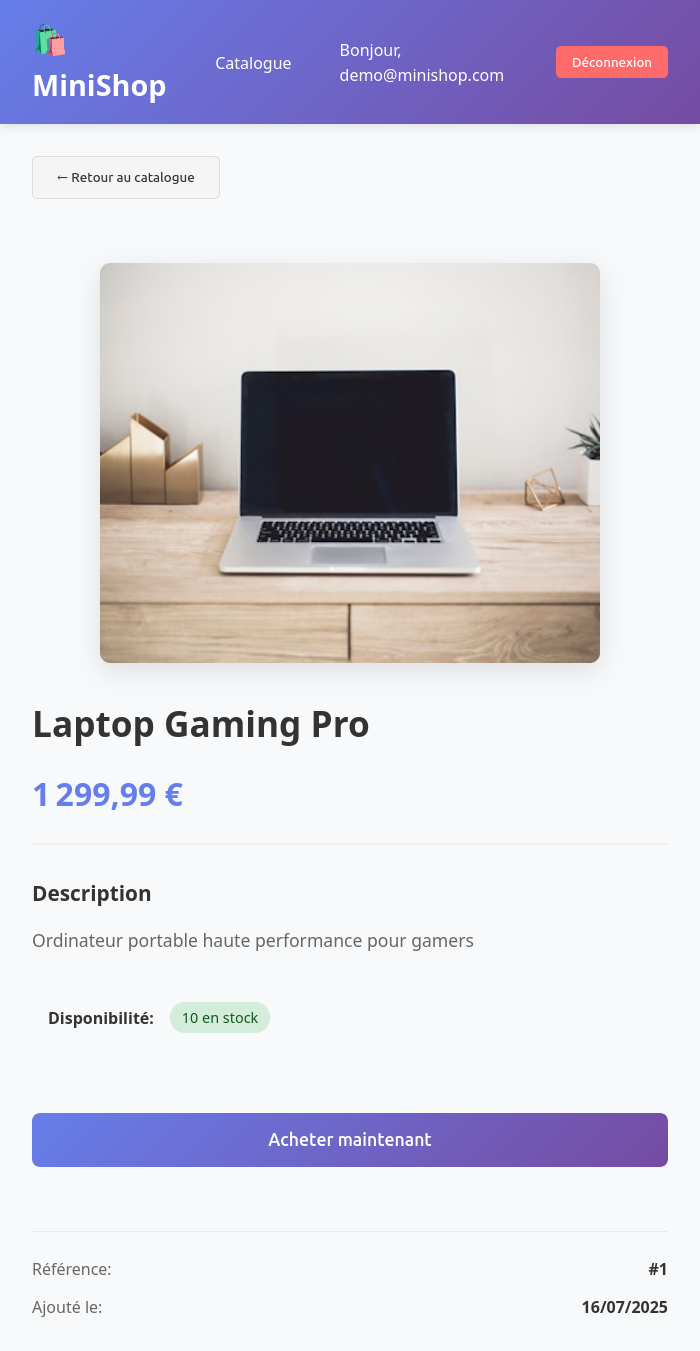 MiniShop
Catalogue
Bonjour,
demo@minishop.com
Déconnexion
← Retour au catalogue
Laptop Gaming Pro
1 299,99 €
Description
Ordinateur portable haute performance pour gamers
Disponibilité: 10 en stock
Acheter maintenant
Référence: #1
Ajouté le: 16/07/2025